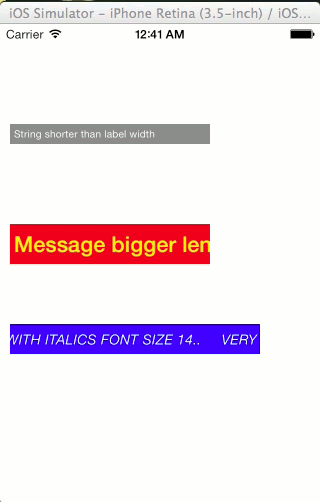 iOS Simulator - iPhone Retina (3.5-inch) / iOS...
Carrier 12:41 AM
String shorter than label width
Message bigger len
WITH ITALICS FONT SIZE 14.. VERY